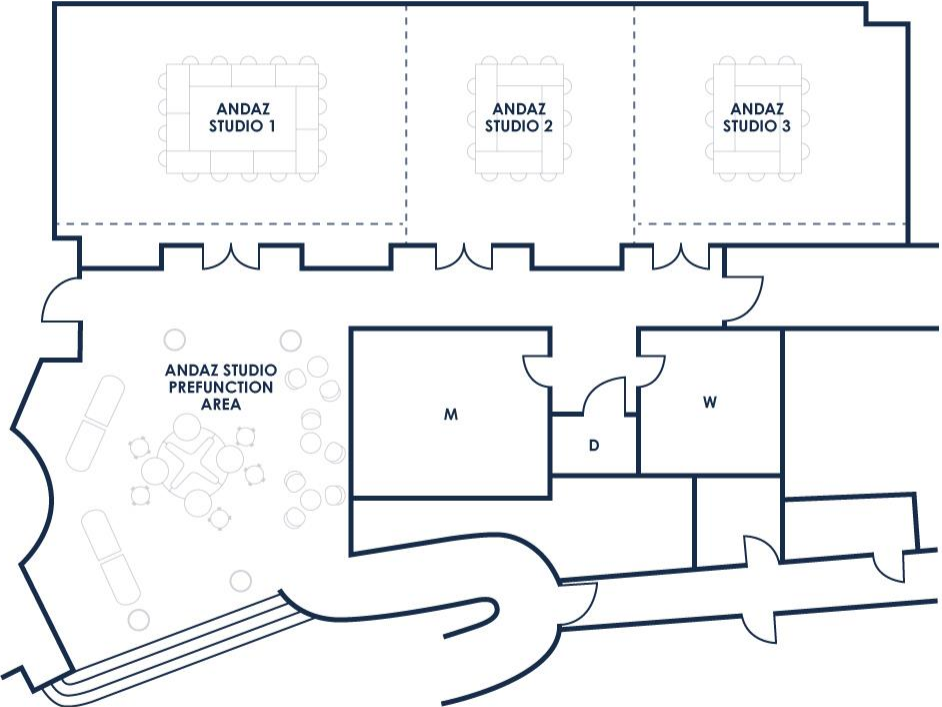 ANDAZ
STUDIO 1
ANDAZ
STUDIO 2
ANDAZ
STUDIO 3
ANDAZ STUDIO
PREFUNCTION
AREA
M
W
D